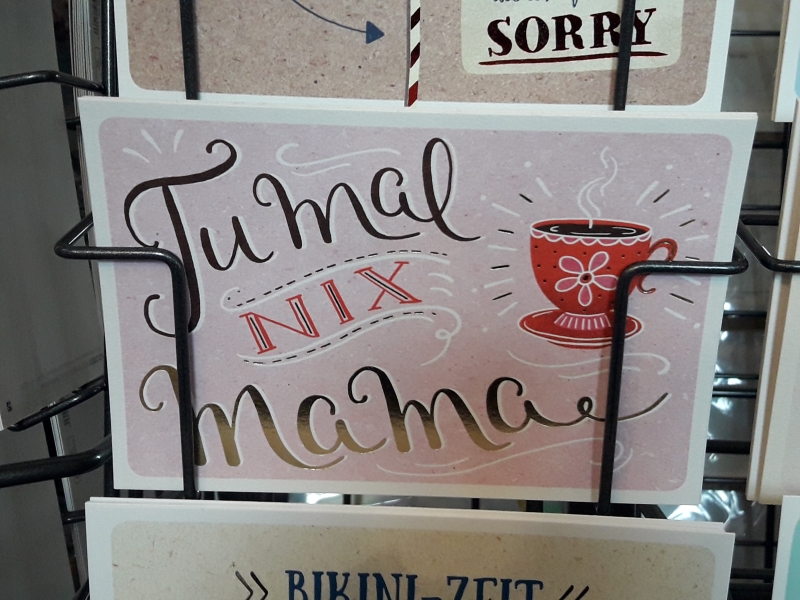 SORRY
Tu mal
NIX
Mama
» BIKINI-ZEIT «